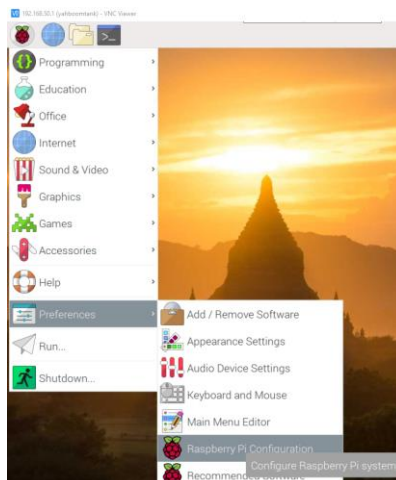 192.168.50.1 (yahboomtank) - VNC Viewer
Programming
Education
Office
Internet
Sound & Video
Graphics
Games
Accessories
Help
Preferences
Run...
Shutdown...
Add / Remove Software
Appearance Settings
Audio Device Settings
Keyboard and Mouse
Main Menu Editor
Raspberry Pi Configuration
Configure Raspberry Pi system
Recommended Software